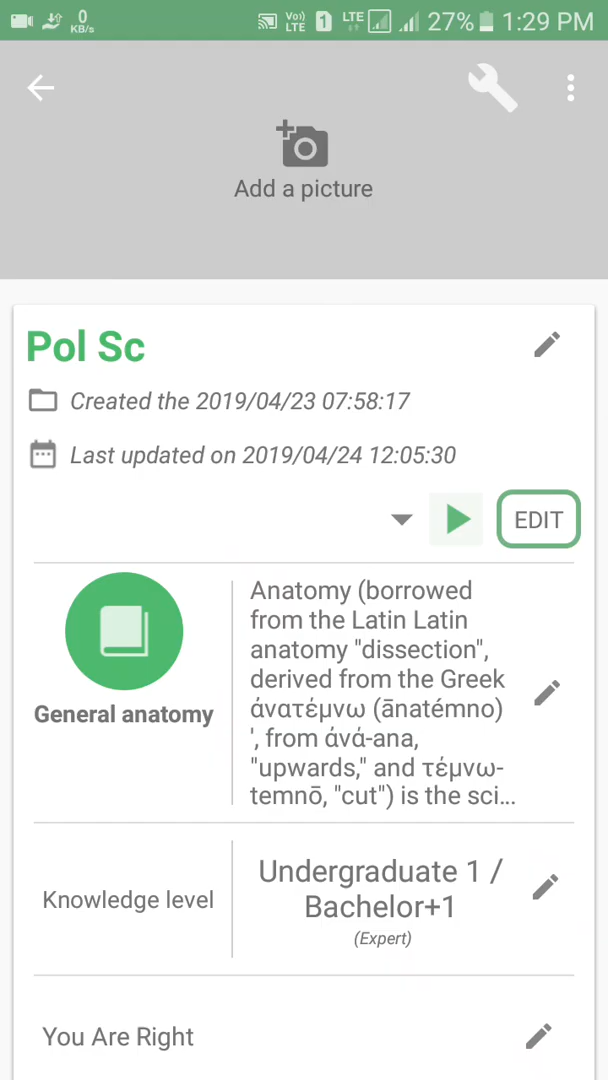 0 KB/s Vo) LTE 1 LTE 27% 1:29 PM
Add a picture
Pol Sc
Created the 2019/04/23 07:58:17
Last updated on 2019/04/24 12:05:30
EDIT
General anatomy
Anatomy (borrowed
from the Latin Latin
anatomy "dissection",
derived from the Greek
ἀνατέμνω (ānatémno)
', from ἀνά-ana,
"upwards," and τέμνω-
temnō, "cut") is the sci...
Knowledge level
Undergraduate 1 /
Bachelor+1
(Expert)
You Are Right